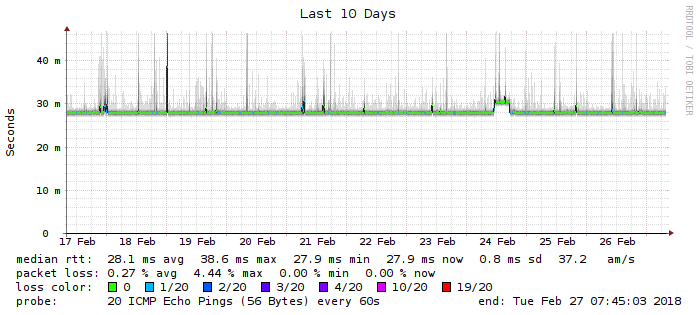 Last 10 Days
RRDTOOL / TOBI OETIKER
Seconds
40 m
30 m
20 m
10 m
0
17 Feb 18 Feb 19 Feb 20 Feb 21 Feb 22 Feb 23 Feb 24 Feb 25 Feb 26 Feb
median rtt: 28.1 ms avg 38.6 ms max 27.9 ms min 27.9 ms now 0.8 ms sd 37.2 am/s
packet loss: 0.27 % avg 4.44 % max 0.00 % min 0.00 % now
loss color: 0 1/20 2/20 3/20 4/20 10/20 19/20
probe: 20 ICMP Echo Pings (56 Bytes) every 60s end: Tue Feb 27 07:45:03 2018